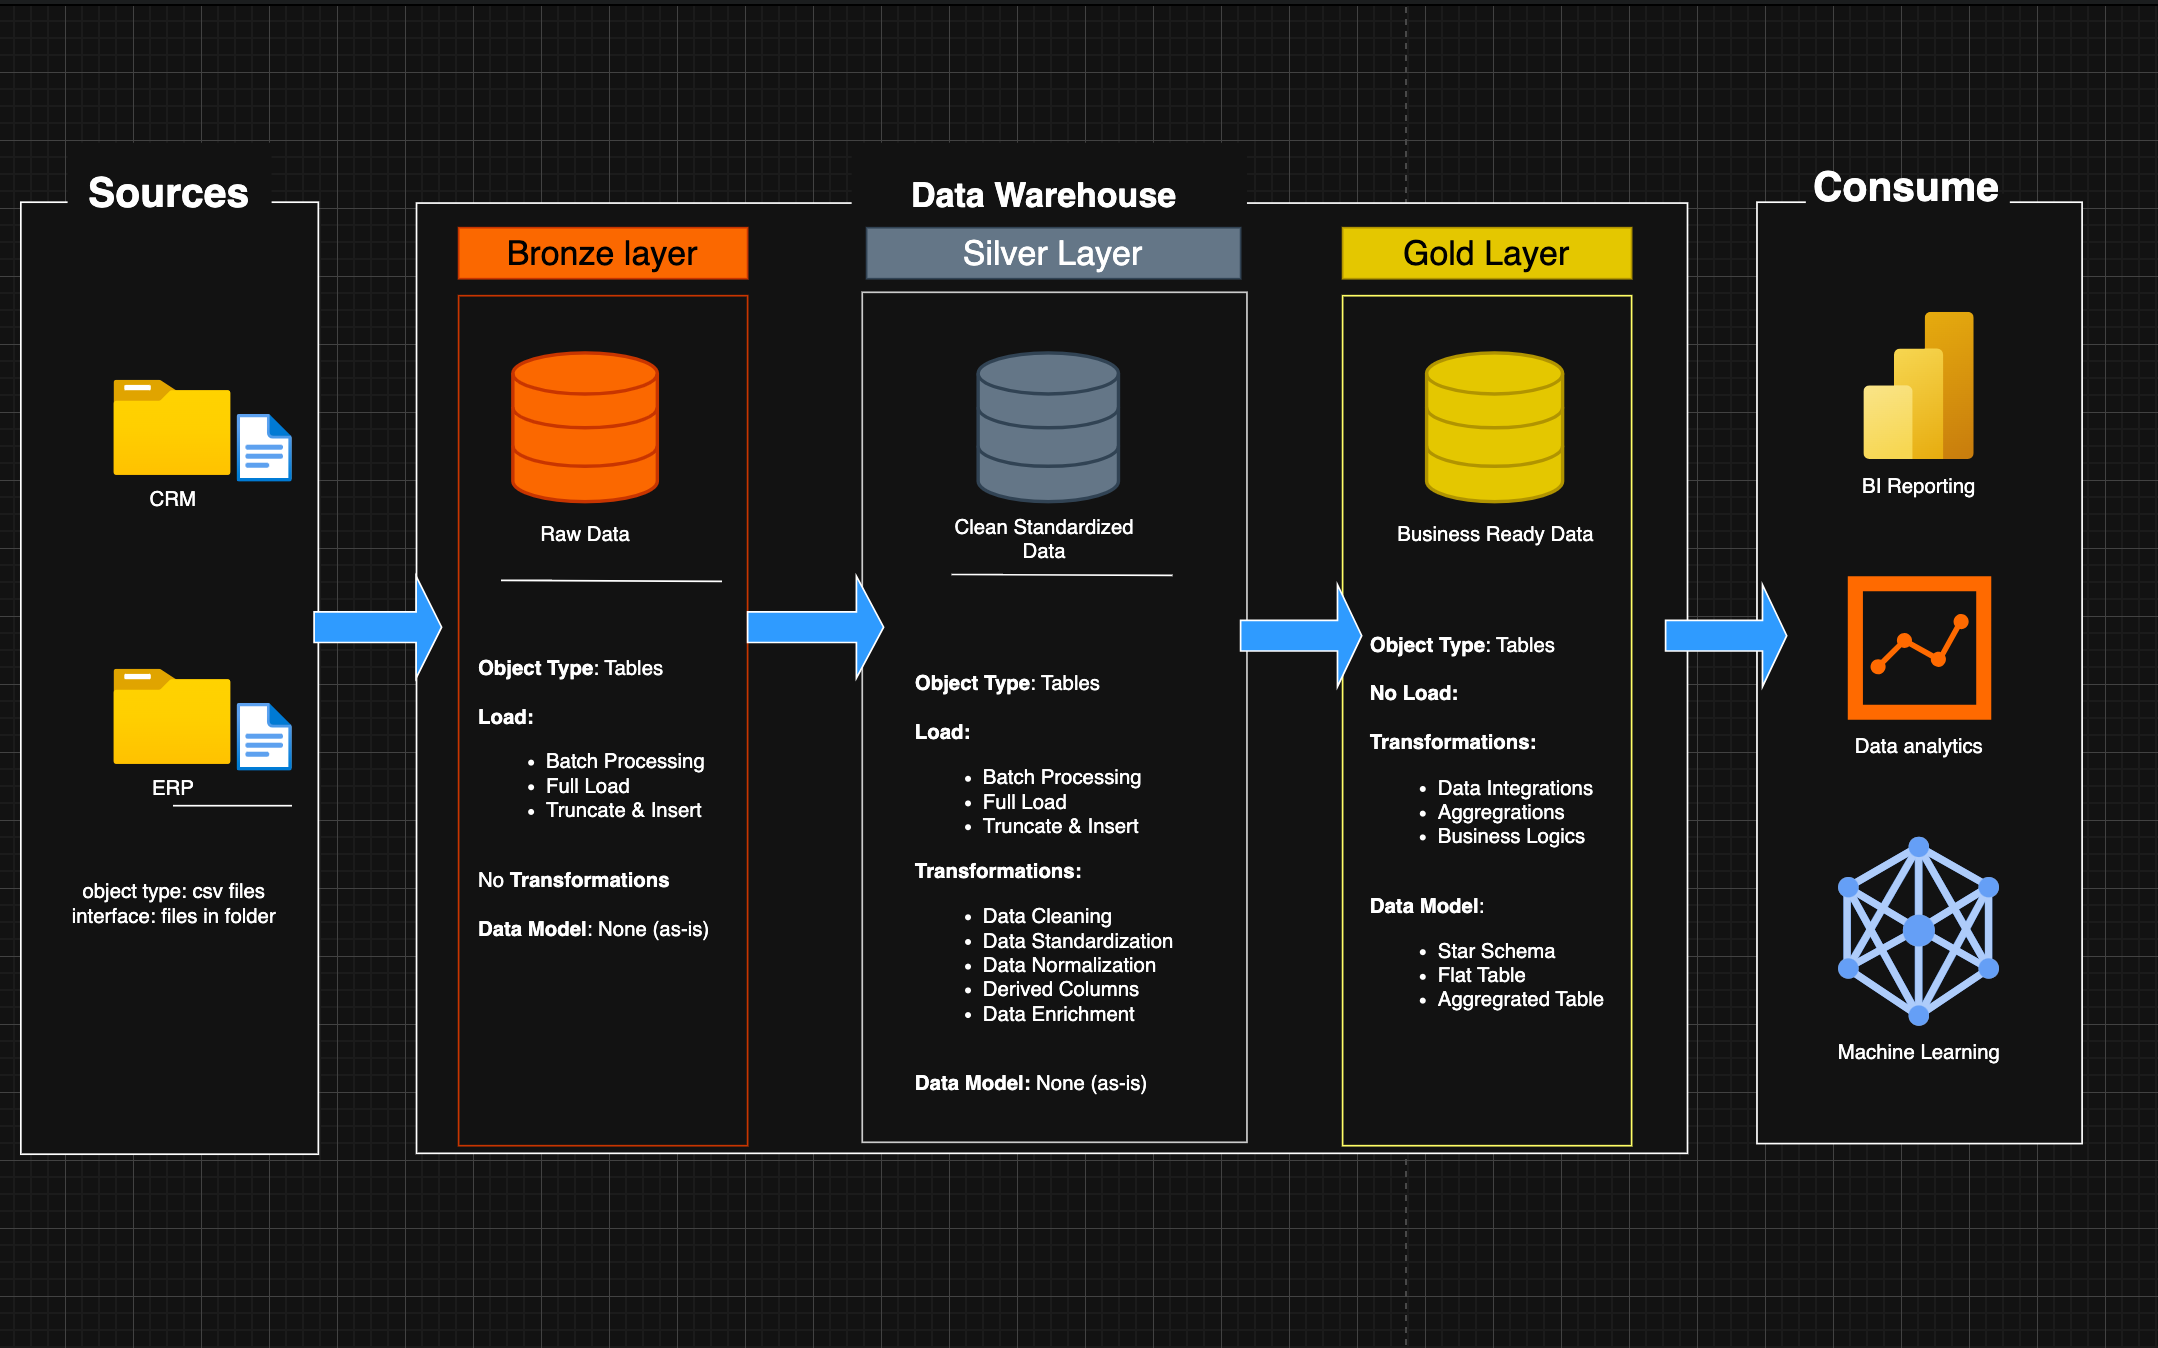 Sources
CRM
ERP
object type: csv files
interface: files in folder
Data Warehouse
Bronze layer
Raw Data
Object Type: Tables
Load:
• Batch Processing
• Full Load
• Truncate & Insert
No Transformations
Data Model: None (as-is)
Silver Layer
Clean Standardized
Data
Object Type: Tables
Load:
• Batch Processing
• Full Load
• Truncate & Insert
Transformations:
• Data Cleaning
• Data Standardization
• Data Normalization
• Derived Columns
• Data Enrichment
Data Model: None (as-is)
Gold Layer
Business Ready Data
Object Type: Tables
No Load:
Transformations:
• Data Integrations
• Aggregrations
• Business Logics
Data Model:
• Star Schema
• Flat Table
• Aggregrated Table
Consume
BI Reporting
Data analytics
Machine Learning